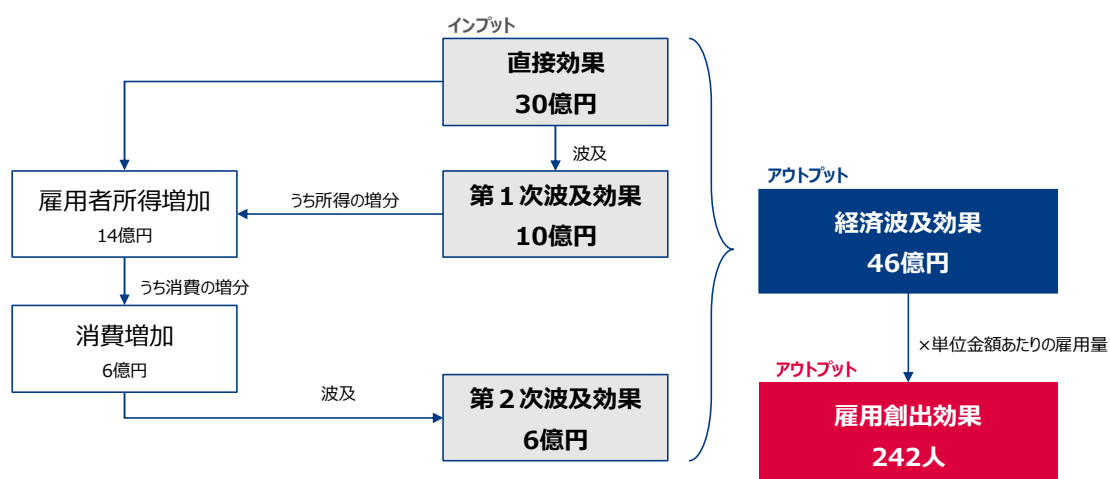 インプット
直接効果
30億円
波及
雇用者所得増加
14億円
うち所得の増分
第１次波及効果
10億円
うち消費の増分
消費増加
6億円
波及
第２次波及効果
6億円
アウトプット
経済波及効果
46億円
×単位金額あたりの雇用量
アウトプット
雇用創出効果
242人